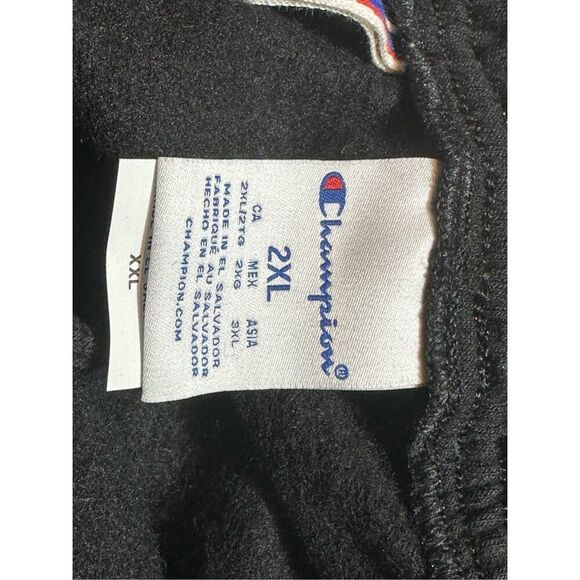 Champion®
2XL
CA MEX ASIA
2XL/2TG 2XG 3XL
MADE IN EL SALVADOR
FABRIQUÉ AU SALVADOR
HECHO EN EL SALVADOR
CHAMPION.COM
XXL